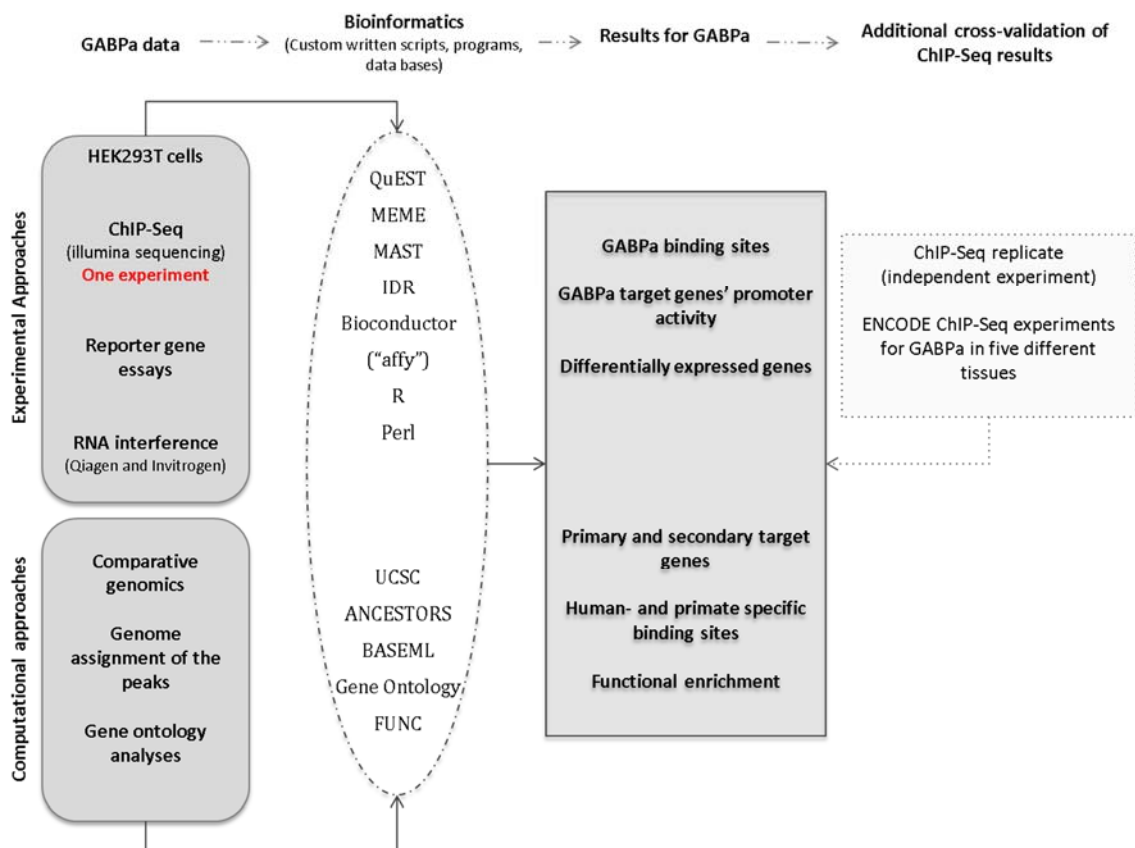 GABPa data
Bioinformatics
(Custom written scripts, programs,
data bases)
Results for GABPa
Additional cross-validation of
ChIP-Seq results
Experimental Approaches
HEK293T cells
ChIP-Seq
(illumina sequencing)
One experiment
Reporter gene
essays
RNA interference
(Qiagen and Invitrogen)
Computational approaches
Comparative
genomics
Genome
assignment of the
peaks
Gene ontology
analyses
QuEST
MEME
MAST
IDR
Bioconductor
("affy")
R
Perl
UCSC
ANCESTORS
BASEML
Gene Ontology
FUNC
GABPa binding sites
GABPa target genes’ promoter
activity
Differentially expressed genes
Primary and secondary target
genes
Human- and primate specific
binding sites
Functional enrichment
ChIP-Seq replicate
(independent experiment)
ENCODE ChIP-Seq experiments
for GABPa in five different
tissues